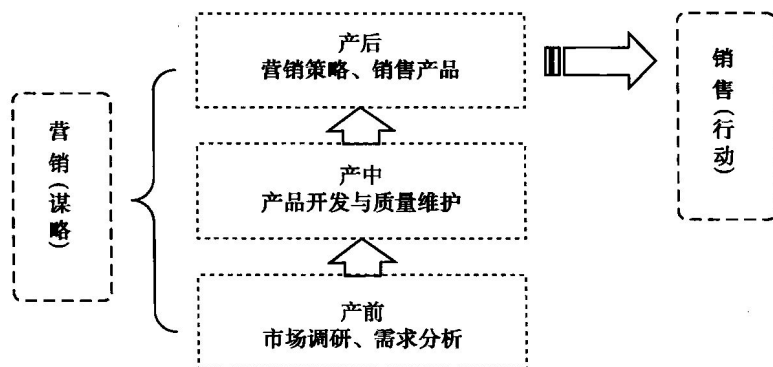 产后
营销策略、销售产品
销售(行动)
营销(谋略)
产中
产品开发与质量维护
产前
市场调研、需求分析